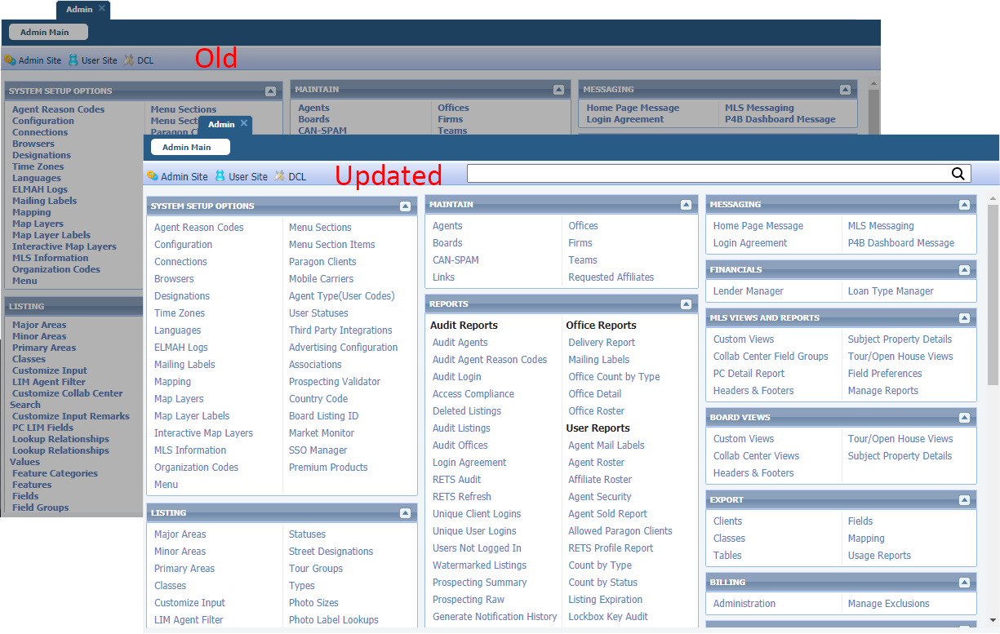 Admin
Admin Main
Admin Site User Site DCL
Old
SYSTEM SETUP OPTIONS
Agent Reason Codes
Configuration
Connections
Browsers
Designations
Time Zones
Languages
ELMAH Logs
Mailing Labels
Mapping
Map Layers
Map Layer Labels
Interactive Map Layers
MLS Information
Organization Codes
Menu
Menu Sections
Menu Sect
Paragon C
LISTING
Major Areas
Minor Areas
Primary Areas
Classes
Customize Input
LIM Agent Filter
Customize Collab Center
Search
Customize Input Remarks
PC LIM Fields
Lookup Relationships
Lookup Relationships
Values
Feature Categories
Features
Fields
Field Groups
MAINTAIN
Agents
Boards
CAN-SPAM
Offices
Firms
Teams
MESSAGING
Home Page Message
Login Agreement
MLS Messaging
P4B Dashboard Message
Admin
Admin Main
Admin Site User Site DCL
Updated
SYSTEM SETUP OPTIONS
Agent Reason Codes
Configuration
Connections
Browsers
Designations
Time Zones
Languages
ELMAH Logs
Mailing Labels
Mapping
Map Layers
Map Layer Labels
Interactive Map Layers
MLS Information
Organization Codes
Menu
Menu Sections
Menu Section Items
Paragon Clients
Mobile Carriers
Agent Type(User Codes)
User Statuses
Third Party Integrations
Advertising Configuration
Associations
Prospecting Validator
Country Code
Board Listing ID
Market Monitor
SSO Manager
Premium Products
LISTING
Major Areas
Minor Areas
Primary Areas
Classes
Customize Input
LIM Agent Filter
Statuses
Street Designations
Tour Groups
Types
Photo Sizes
Photo Label Lookups
MAINTAIN
Agents
Boards
CAN-SPAM
Links
Offices
Firms
Teams
Requested Affiliates
REPORTS
Audit Reports
Audit Agents
Audit Agent Reason Codes
Audit Login
Access Compliance
Deleted Listings
Audit Listings
Audit Offices
Login Agreement
RETS Audit
RETS Refresh
Unique Client Logins
Unique User Logins
Users Not Logged In
Watermarked Listings
Prospecting Summary
Prospecting Raw
Generate Notification History
Office Reports
Delivery Report
Mailing Labels
Office Count by Type
Office Detail
Office Roster
User Reports
Agent Mail Labels
Agent Roster
Affiliate Roster
Agent Security
Agent Sold Report
Allowed Paragon Clients
RETS Profile Report
Count by Type
Count by Status
Listing Expiration
Lockbox Key Audit
MESSAGING
Home Page Message
Login Agreement
MLS Messaging
P4B Dashboard Message
FINANCIALS
Lender Manager
Loan Type Manager
MLS VIEWS AND REPORTS
Custom Views
Collab Center Field Groups
PC Detail Report
Headers & Footers
Subject Property Details
Tour/Open House Views
Field Preferences
Manage Reports
BOARD VIEWS
Custom Views
Collab Center Views
Headers & Footers
Tour/Open House Views
Subject Property Details
EXPORT
Clients
Classes
Tables
Fields
Mapping
Usage Reports
BILLING
Administration
Manage Exclusions